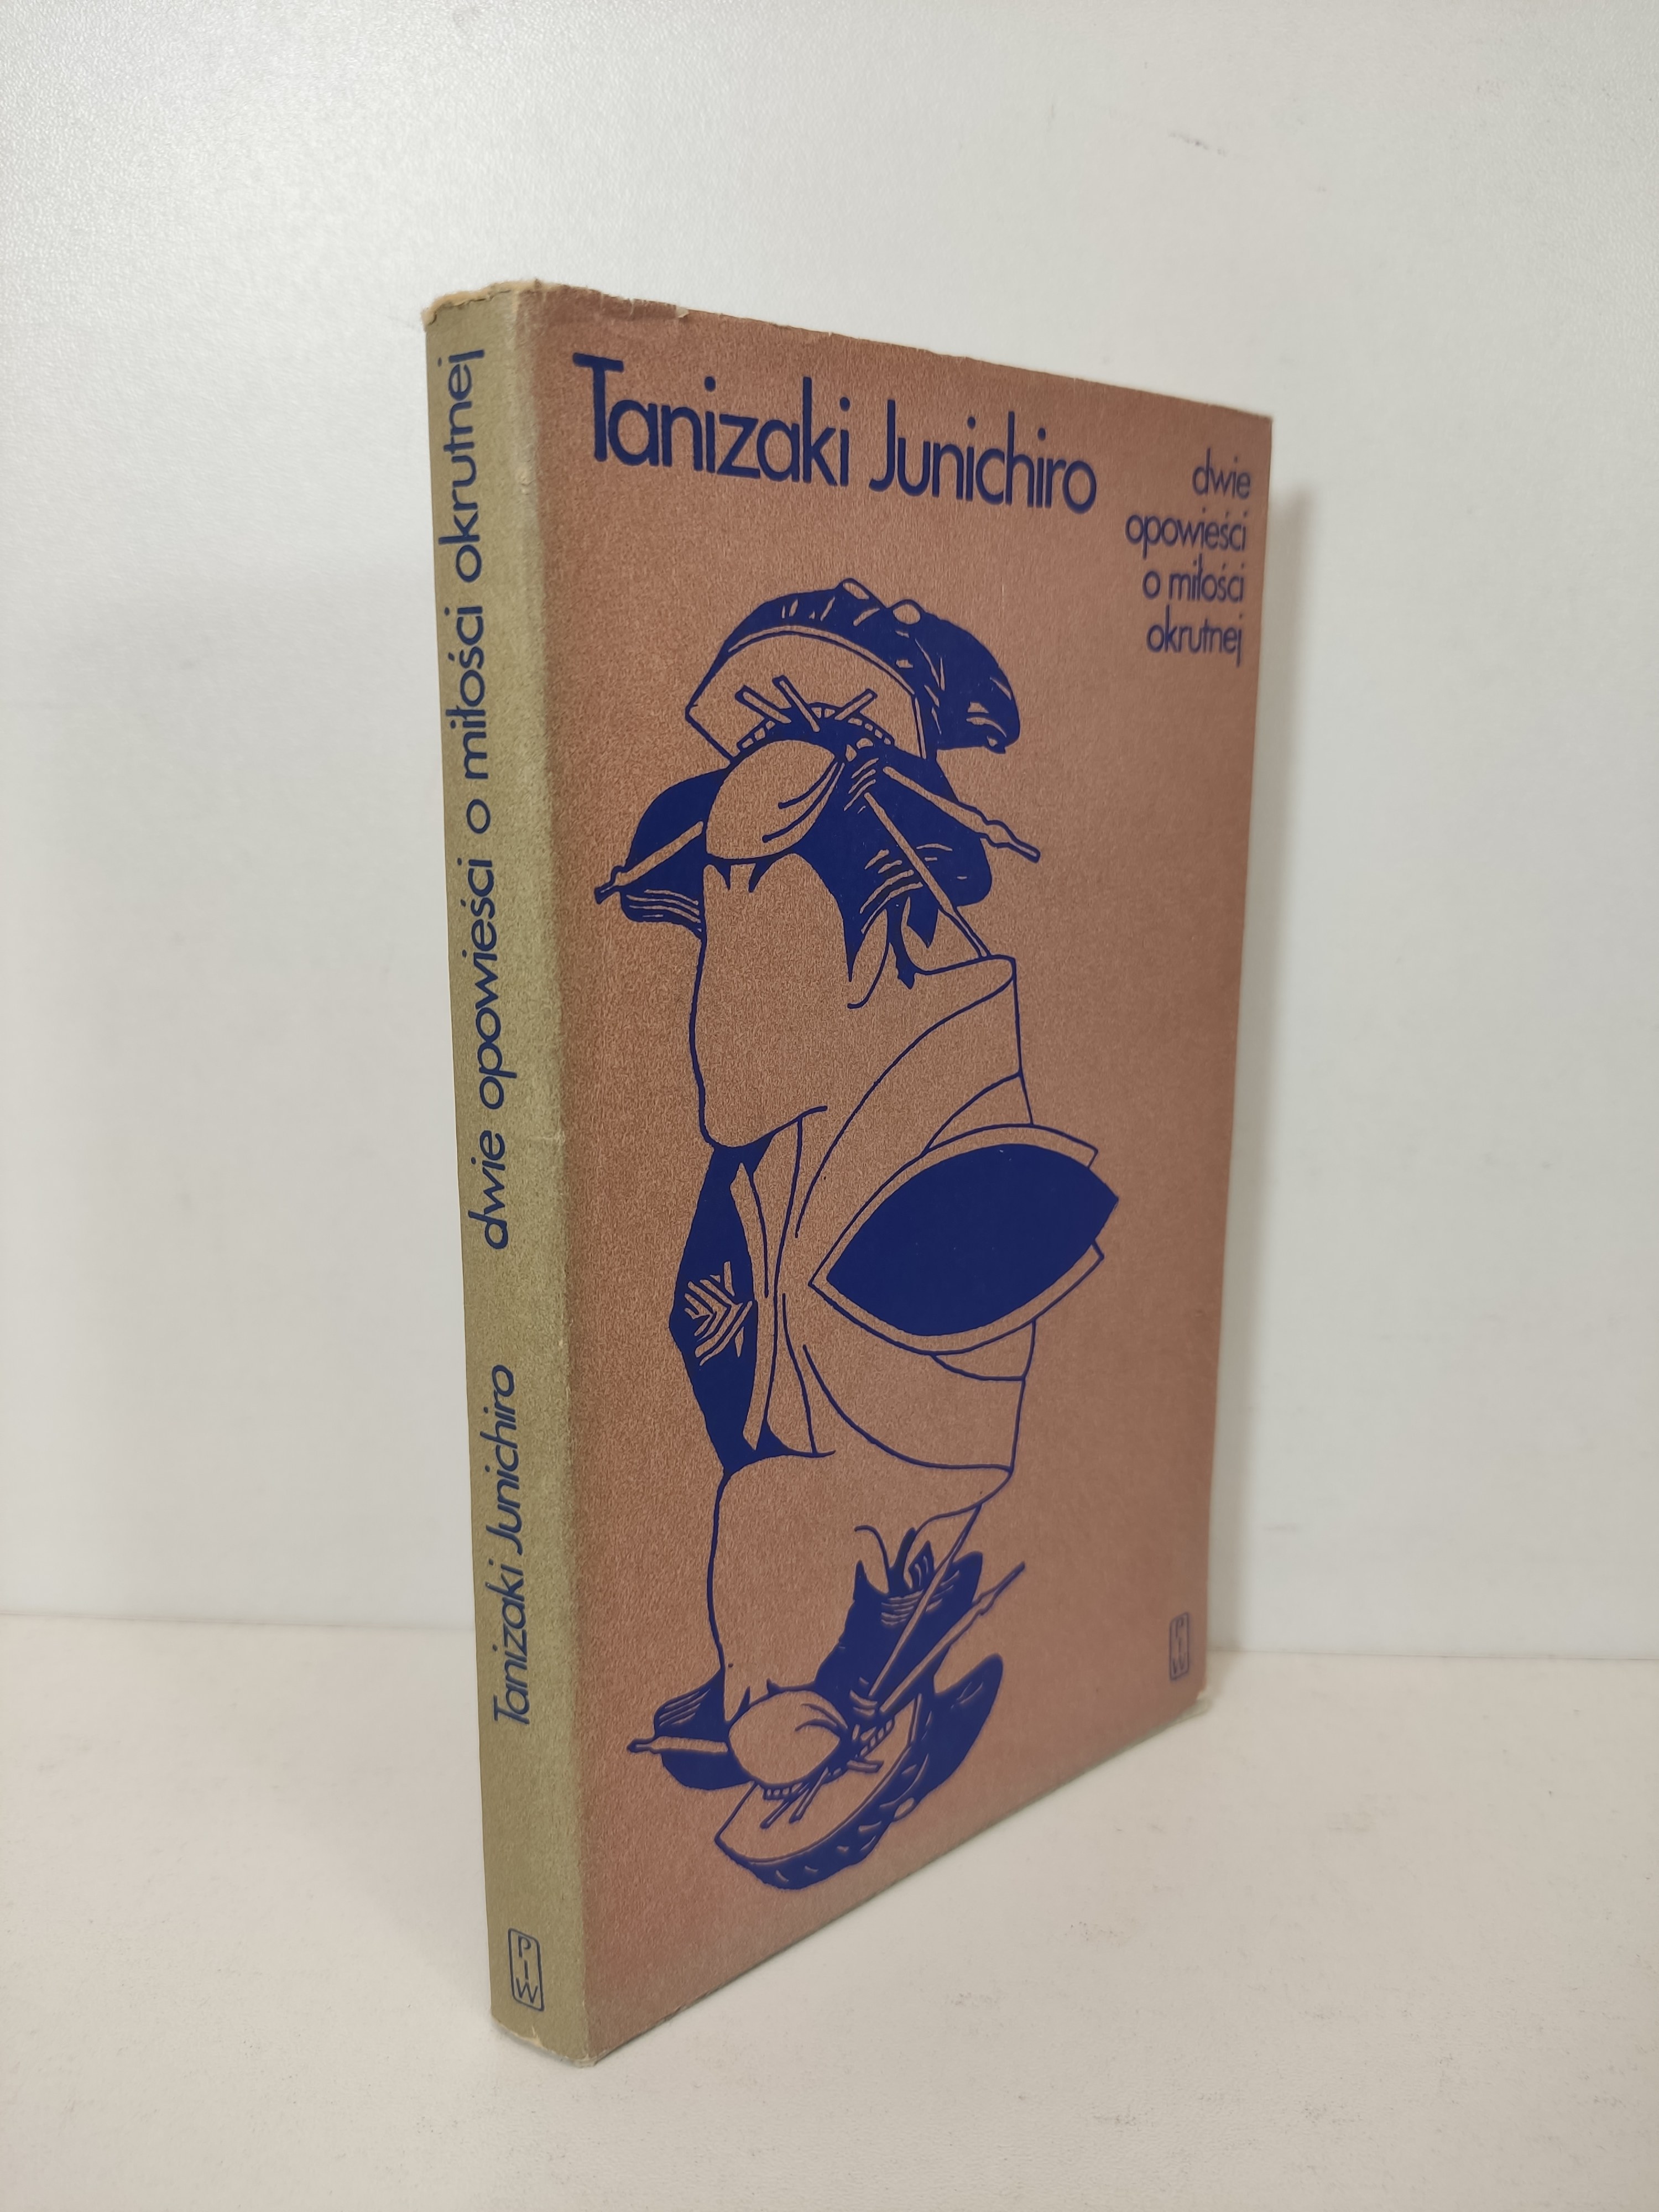 Tanizaki Junichiro
dwie
opowieści
o miłości
okrutnej
PIW
Tanizaki Junichiro dwie opowieści o miłości okrutnej
P
I
W